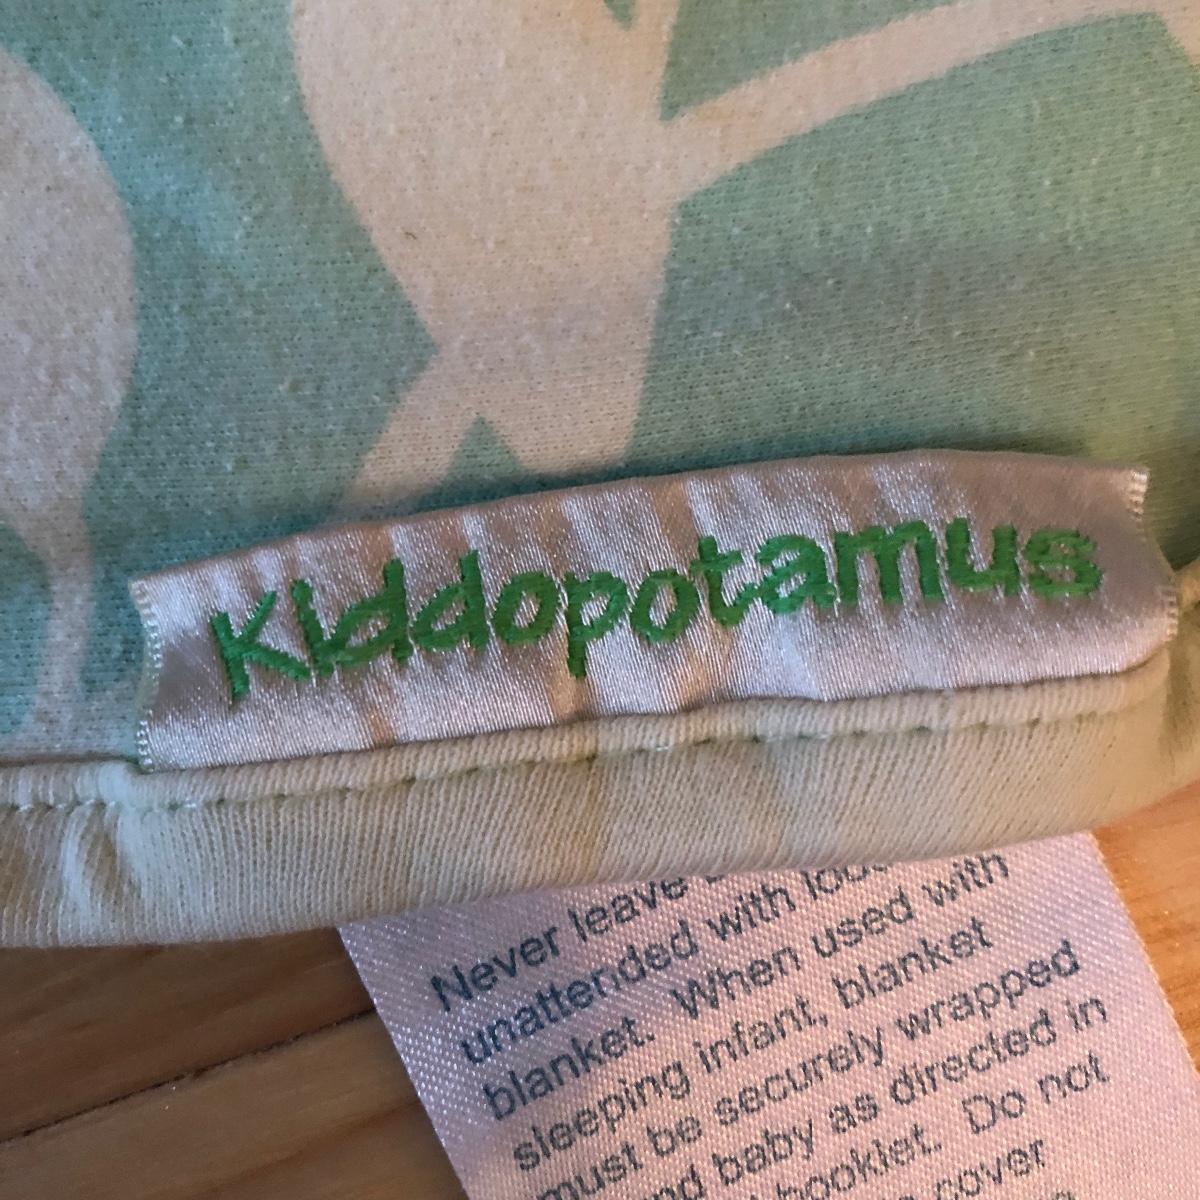 Kiddopotamus
Never leave
unattended with
blanket. When used with
sleeping infant, blanket
must be securely wrapped
baby as directed in
booklet. Do not
cover